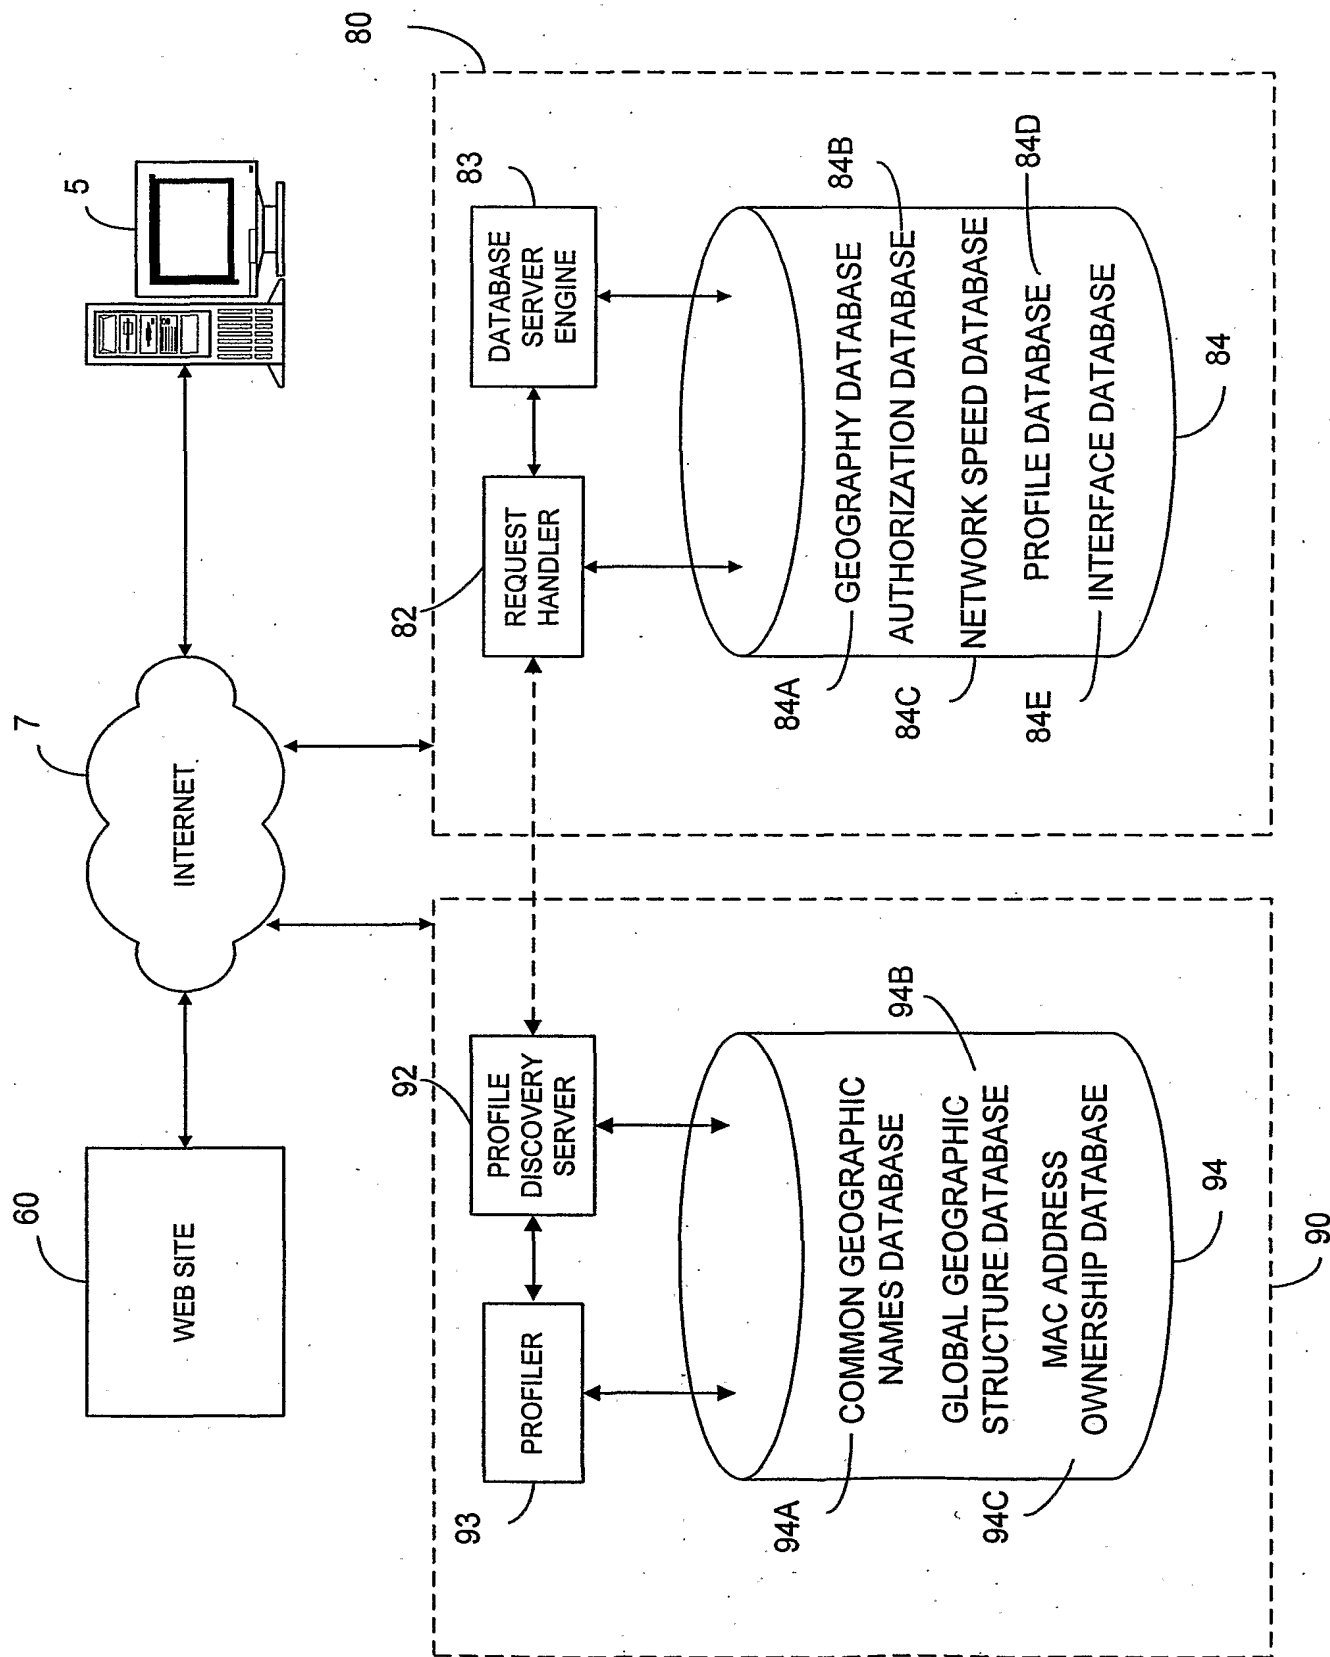 60
WEB SITE
7
INTERNET
5
92
PROFILE
DISCOVERY
SERVER
93
PROFILER
94A
COMMON GEOGRAPHIC
NAMES DATABASE
94B
GLOBAL GEOGRAPHIC
STRUCTURE DATABASE
94C
MAC ADDRESS
OWNERSHIP DATABASE
94
90
80
82
REQUEST
HANDLER
83
DATABASE
SERVER
ENGINE
84A
GEOGRAPHY DATABASE
84B
AUTHORIZATION DATABASE
84C
NETWORK SPEED DATABASE
84D
PROFILE DATABASE
84E
INTERFACE DATABASE
84